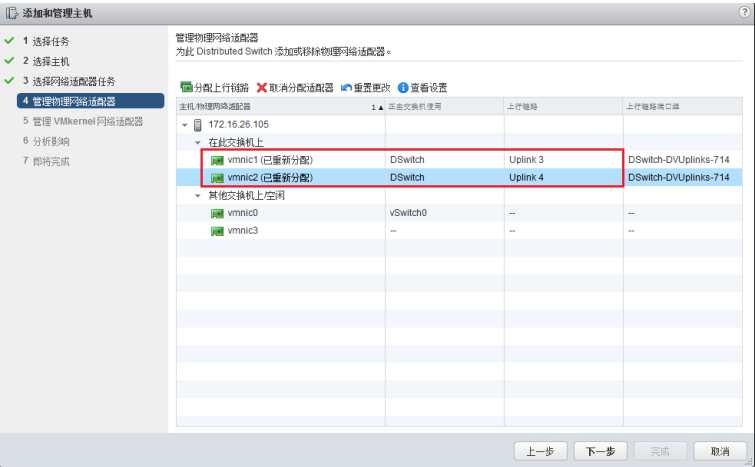 添加和管理主机
?
1 选择任务
2 选择主机
3 选择网络适配器任务
4 管理物理网络适配器
5 管理 VMkernel 网络适配器
6 分析影响
7 即将完成
管理物理网络适配器
为此 Distributed Switch 添加或移除物理网络适配器。
分配上行链路 取消分配适配器 重置更改 查看设置
主机/物理网络适配器 1 ▲ 正由交换机使用 上行链路 上行链路端口组
172.16.26.105
在此交换机上
vmnic1 (已重新分配) DSwitch Uplink 3 DSwitch-DVUplinks-714
vmnic2 (已重新分配) DSwitch Uplink 4 DSwitch-DVUplinks-714
其他交换机上/空闲
vmnic0 vSwitch0 -- --
vmnic3 -- -- --
上一步 下一步 完成 取消